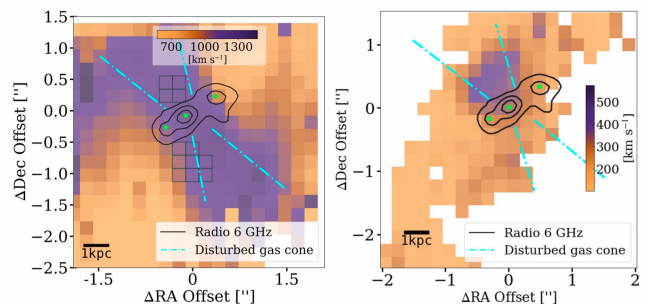 1.5
1.0
0.5
0.0
−0.5
−1.0
−1.5
−2.0
−2.5
ΔDec Offset ["]
700 1000 1300
[km s⁻¹]
Radio 6 GHz
Disturbed gas cone
1kpc
−1.5 0 1.5
ΔRA Offset ["]
1
0
−1
−2
ΔDec Offset ["]
500
400
300
200
[km s⁻¹]
Radio 6 GHz
Disturbed gas cone
1kpc
−2 −1 0 1 2
ΔRA Offset ["]